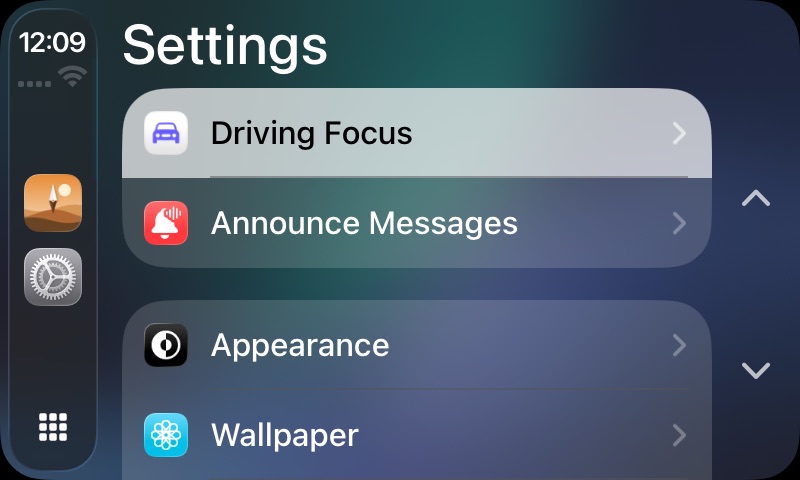 12:09
Settings
Driving Focus
Announce Messages
Appearance
Wallpaper